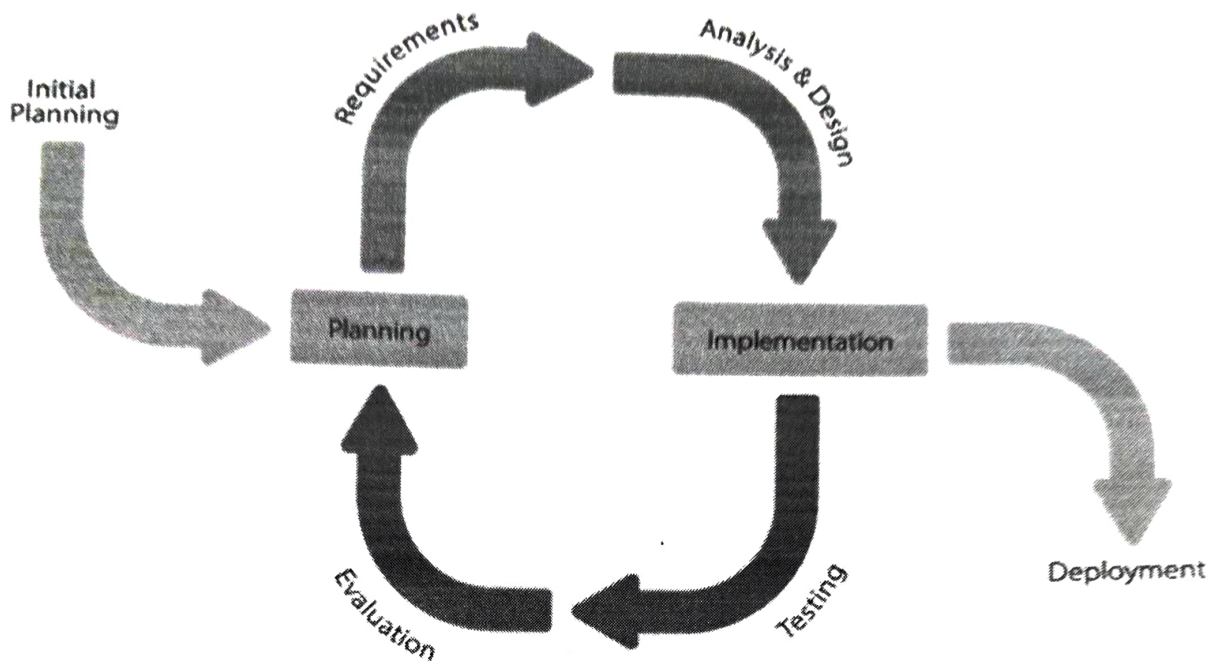 Initial
Planning
Requirements
Analysis & Design
Planning
Implementation
Testing
Evaluation
Deployment